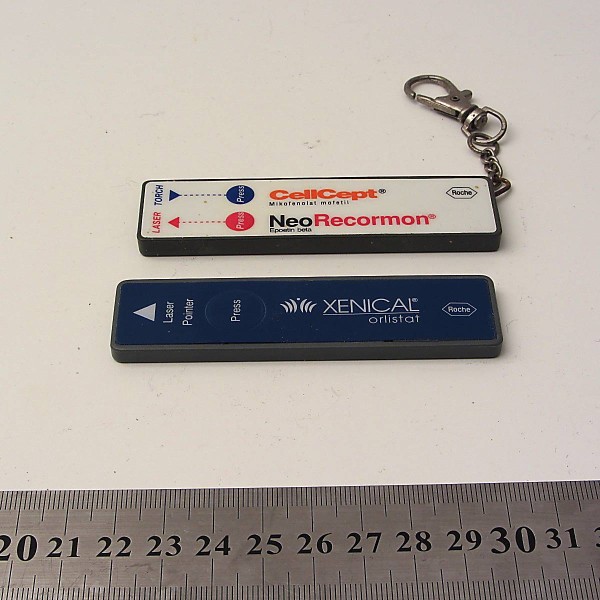 TORCH
Press
CellCept®
Mikofenolat mofetil
Roche
LASER
Press
NeoRecormon®
Epoetin beta
Laser
Pointer
Press
XENICAL®
orlistat
Roche
20 21 22 23 24 25 26 27 28 29 30 31